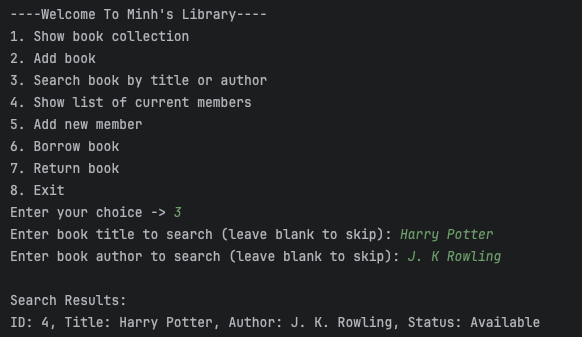 ----Welcome To Minh's Library----
1. Show book collection
2. Add book
3. Search book by title or author
4. Show list of current members
5. Add new member
6. Borrow book
7. Return book
8. Exit
Enter your choice -> 3
Enter book title to search (leave blank to skip): Harry Potter
Enter book author to search (leave blank to skip): J. K Rowling
Search Results:
ID: 4, Title: Harry Potter, Author: J. K. Rowling, Status: Available